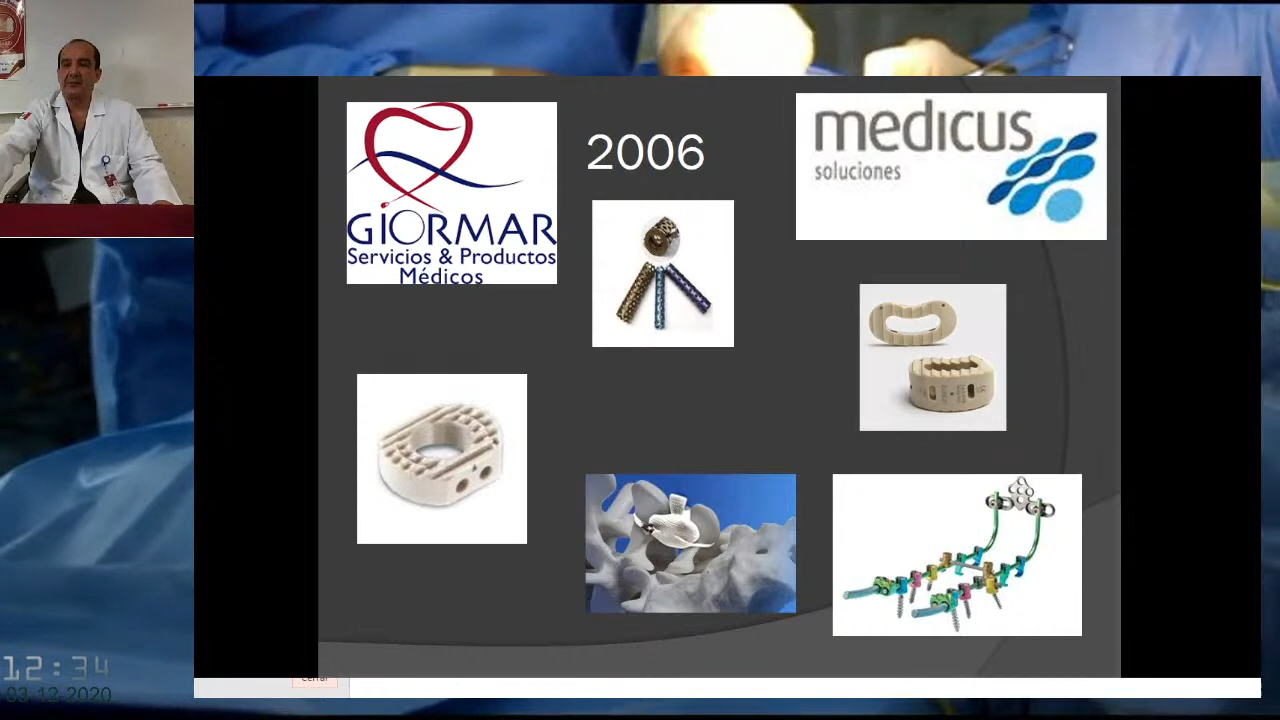 GIORMAR
Servicios & Productos
Médicos
2006
medicus
soluciones
Cerrar
12:34
03-12-2020